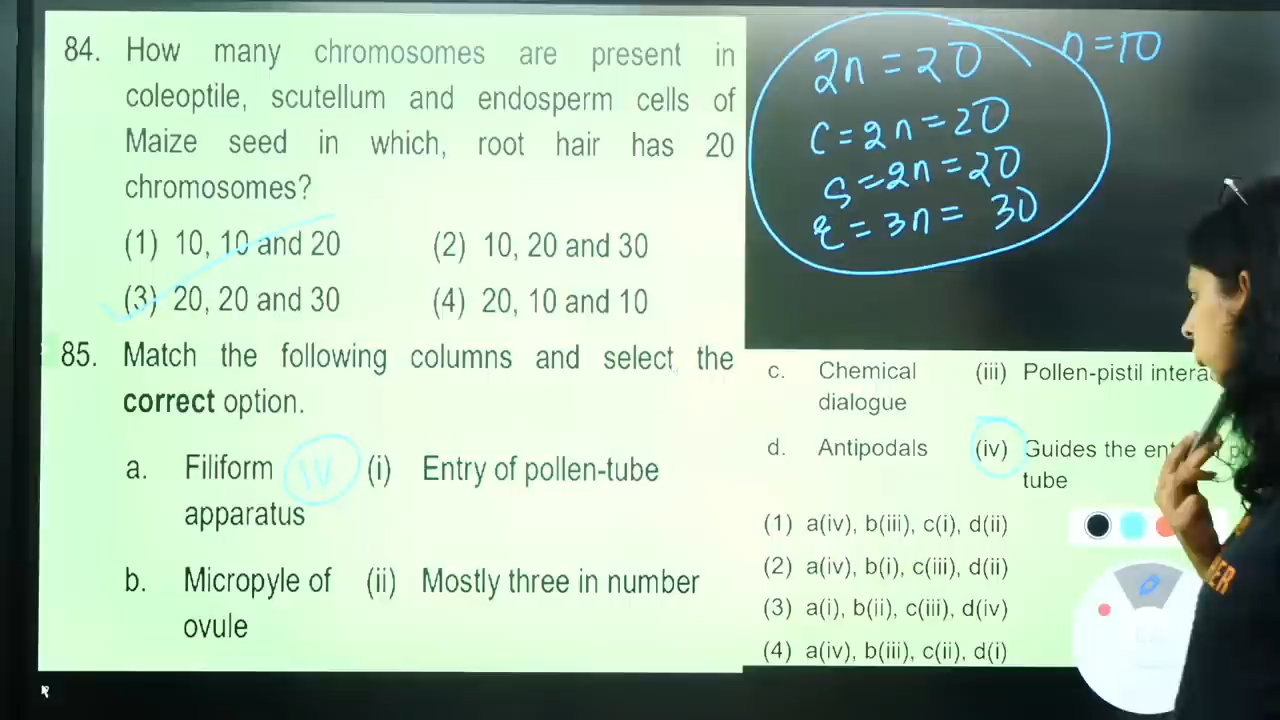 84. How many chromosomes are present in
coleoptile, scutellum and endosperm cells of
Maize seed in which, root hair has 20
chromosomes?
(1) 10, 10 and 20 (2) 10, 20 and 30
(3) 20, 20 and 30 (4) 20, 10 and 10
85. Match the following columns and select the
correct option.
a. Filiform IV (i) Entry of pollen-tube
apparatus
b. Micropyle of (ii) Mostly three in number
ovule
2n = 20 n = 10
C = 2n = 20
S = 2n = 20
E = 3n = 30
c. Chemical (iii) Pollen-pistil
dialogue
d. Antipodals (iv) Guides the
tube
(1) a(iv), b(iii), c(i), d(ii)
(2) a(iv), b(i), c(iii), d(ii)
(3) a(i), b(ii), c(iii), d(iv)
(4) a(iv), b(iii), c(ii), d(i)